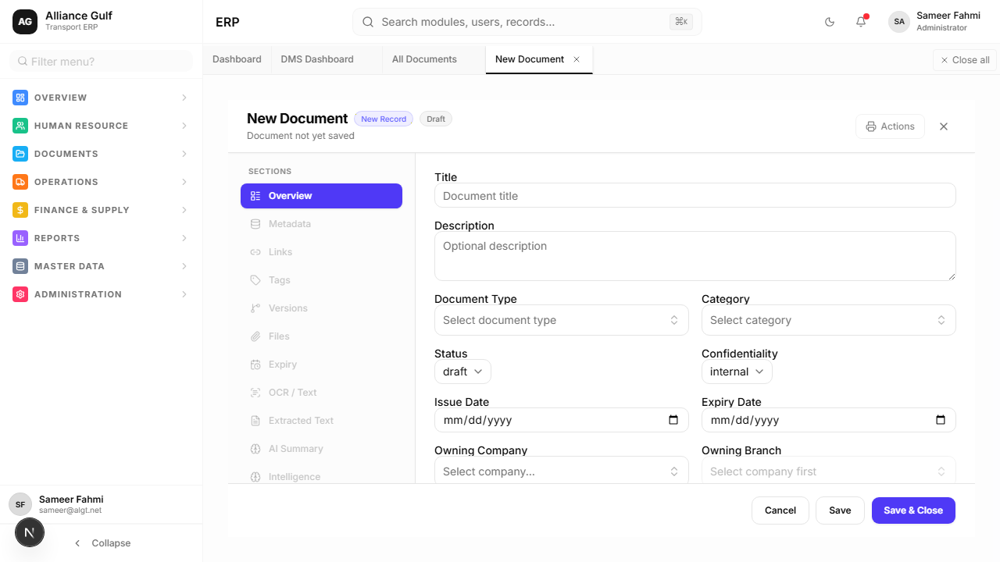 AG
Alliance Gulf
Transport ERP
ERP
Search modules, users, records...
⌘K
SA
Sameer Fahmi
Administrator
Filter menu?
Dashboard
DMS Dashboard
All Documents
New Document
Close all
OVERVIEW
HUMAN RESOURCE
DOCUMENTS
OPERATIONS
FINANCE & SUPPLY
REPORTS
MASTER DATA
ADMINISTRATION
SF
Sameer Fahmi
sameer@algt.net
N
Collapse
New Document
New Record
Draft
Document not yet saved
Actions
SECTIONS
Overview
Metadata
Links
Tags
Versions
Files
Expiry
OCR / Text
Extracted Text
AI Summary
Intelligence
Title
Document title
Description
Optional description
Document Type
Category
Select document type
Select category
Status
Confidentiality
draft
internal
Issue Date
Expiry Date
mm/dd/yyyy
mm/dd/yyyy
Owning Company
Owning Branch
Select company...
Select company first
Cancel
Save
Save & Close